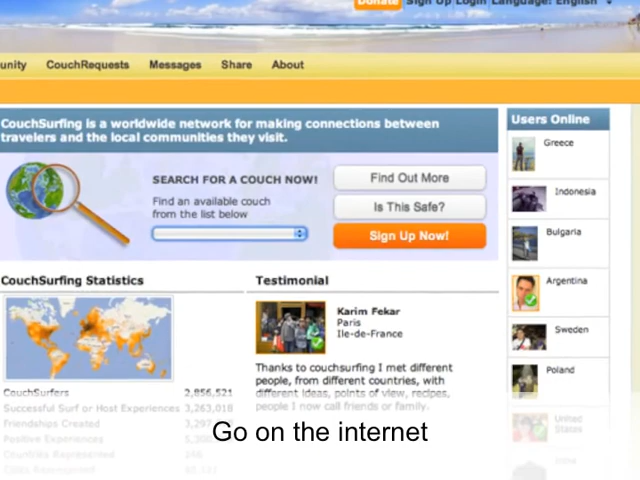 Donate Sign Up Login Language: English
unity CouchRequests Messages Share About
CouchSurfing is a worldwide network for making connections between
travelers and the local communities they visit.
SEARCH FOR A COUCH NOW!
Find an available couch
from the list below
Find Out More
Is This Safe?
Sign Up Now!
CouchSurfing Statistics
CouchSurfers 2,856,521
Successful Surf or Host Experiences 3,263,018
Friendships Created
Positive Experiences
CouchSurfing Testimonial
Karim Fekar
Paris
Ile-de-France
Thanks to couchsurfing I met different
people, from different countries, with
different ideas, points of view, recipes,
people I now call friends or family.
Users Online
Greece
Indonesia
Bulgaria
Argentina
Sweden
Poland
United
States
Go on the internet